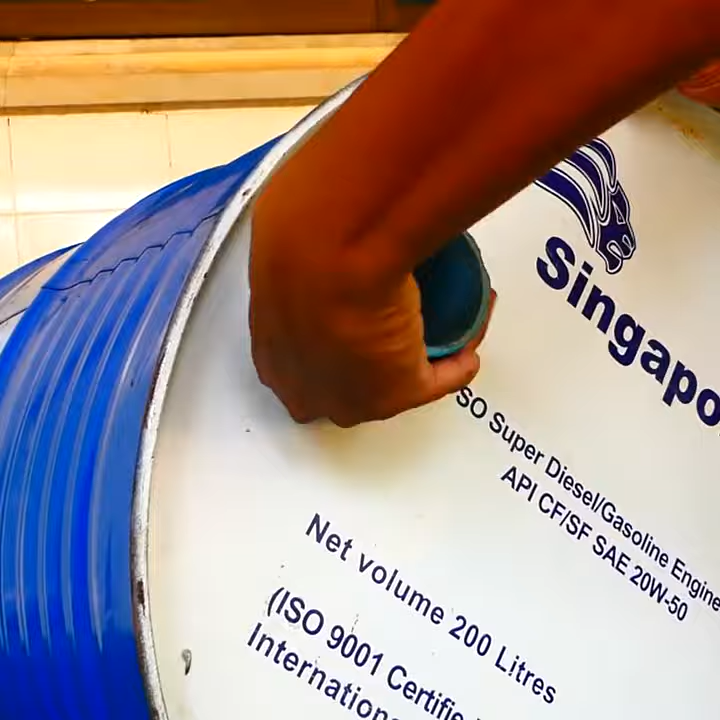 Singapo
SO Super Diesel/Gasoline Engine
API CF/SF SAE 20W-50
Net volume 200 Litres
(ISO 9001 Certifie
Internation